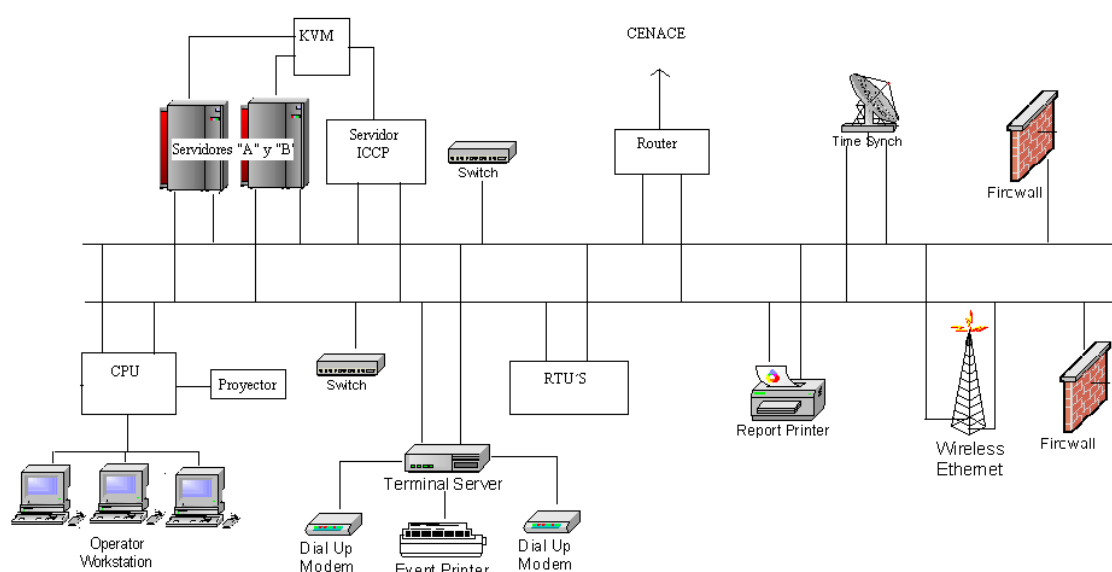 KVM
CENACE
Servidores "A" y "B"
Servidor
ICCP
Switch
Router
Time Synch
Firewall
CPU
Proyector
Switch
RTU´S
Report Printer
Wireless
Ethernet
Firewall
Terminal Server
Operator
Workstation
Dial Up
Modem
Event Printer
Dial Up
Modem